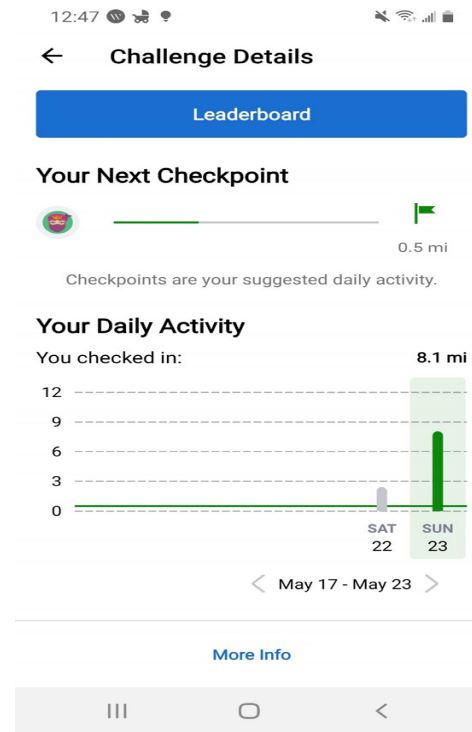 12:47
Challenge Details
Leaderboard
Your Next Checkpoint
0.5 mi
Checkpoints are your suggested daily activity.
Your Daily Activity
You checked in: 8.1 mi
12
9
6
3
0
SAT SUN
22 23
May 17 - May 23
More Info